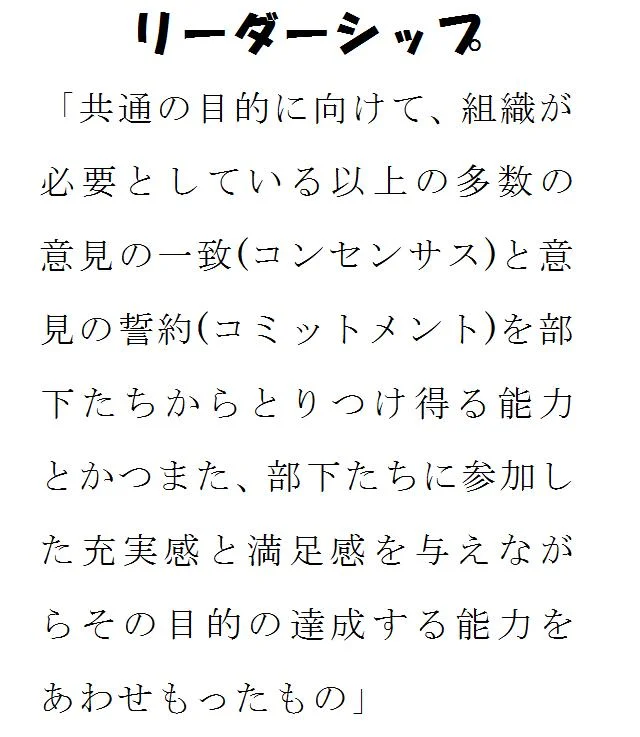 リーダーシップ
「共通の目的に向けて、組織が
必要としている以上の多数の
意見の一致(コンセンサス)と意
見の誓約(コミットメント)を部
下たちからとりつけ得る能力
とかつまた、部下たちに参加し
た充実感と満足感を与えなが
らその目的の達成する能力を
あわせもったもの」